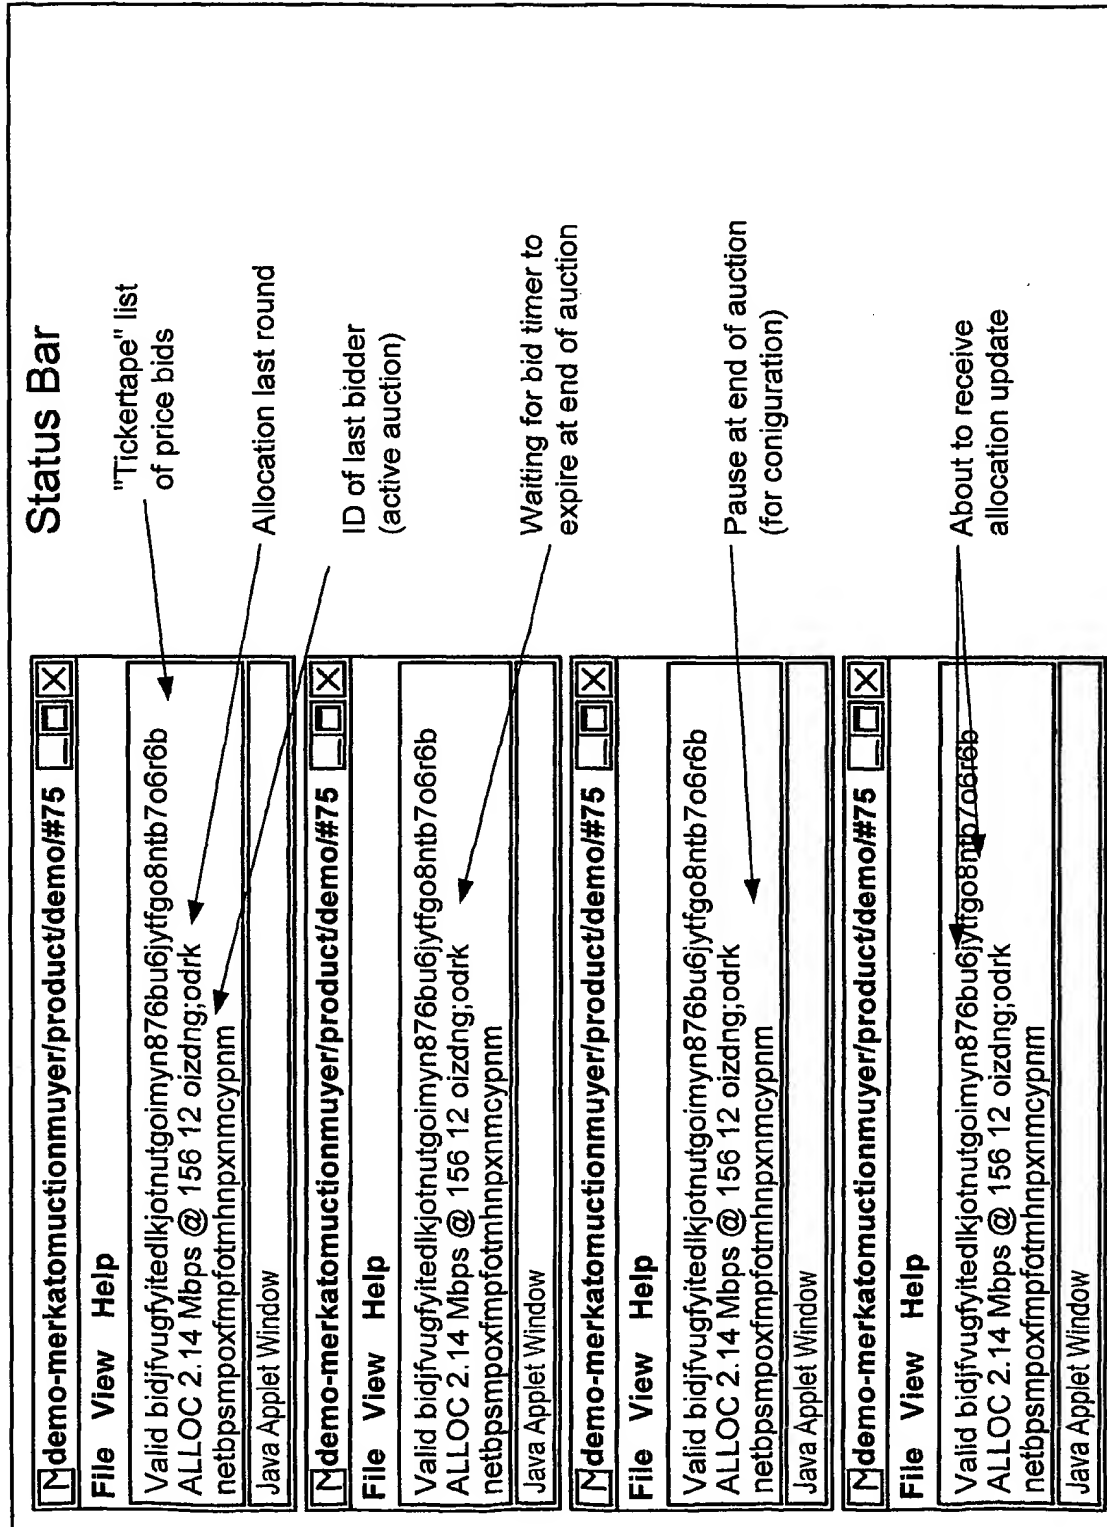 Status Bar
M demo-merkatomuctionmuyer/product/demo/#75
File View Help
Valid bidjfvugfyitedlkjotnutgoimyn876bu6jytfgo8ntb7o6r6b
ALLOC 2.14 Mbps @ 156 12 oizdng;odrk
netbpsmpoxfmpfotmhnpxnmcypnm
Java Applet Window
"Tickertape" list
of price bids
Allocation last round
ID of last bidder
(active auction)
M demo-merkatomuctionmuyer/product/demo/#75
File View Help
Valid bidjfvugfyitedlkjotnutgoimyn876bu6jytfgo8ntb7o6r6b
ALLOC 2.14 Mbps @ 156 12 oizdng;odrk
netbpsmpoxfmpfotmhnpxnmcypnm
Java Applet Window
Waiting for bid timer to
expire at end of auction
M demo-merkatomuctionmuyer/product/demo/#75
File View Help
Valid bidjfvugfyitedlkjotnutgoimyn876bu6jytfgo8ntb7o6r6b
ALLOC 2.14 Mbps @ 156 12 oizdng;odrk
netbpsmpoxfmpfotmhnpxnmcypnm
Java Applet Window
Pause at end of auction
(for coniguration)
M demo-merkatomuctionmuyer/product/demo/#75
File View Help
Valid bidjfvugfyitedlkjotnutgoimyn876bu6jytfgo8ntb7o6r6b
ALLOC 2.14 Mbps @ 156 12 oizdng;odrk
netbpsmpoxfmpfotmhnpxnmcypnm
Java Applet Window
About to receive
allocation update